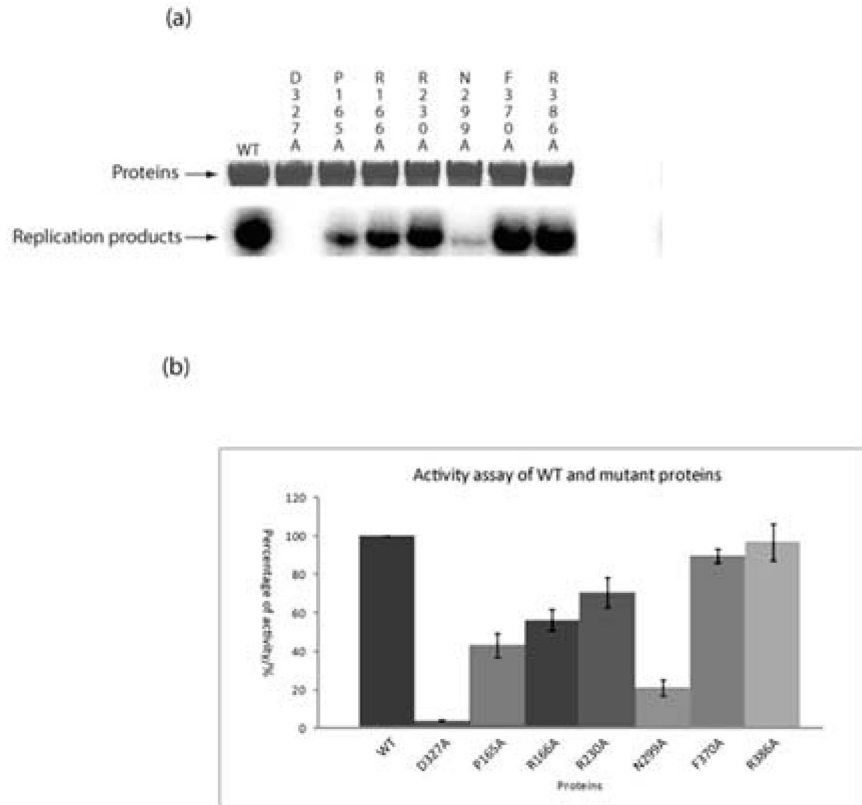 (a)
WT
D327A
P165A
R166A
R230A
N299A
F370A
R386A
Proteins
Replication products
(b)
Activity assay of WT and mutant proteins
120
100
80
60
40
20
0
Percentage of activity/%
WT
D327A
P165A
R166A
R230A
N299A
F370A
R386A
Proteins